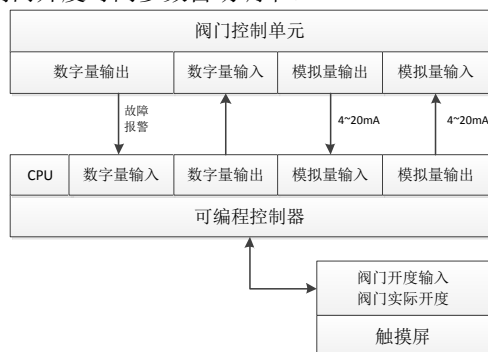 阀门控制单元
数字量输出 数字量输入 模拟量输出 模拟量输入
故障
报警
4~20mA 4~20mA
CPU 数字量输入 数字量输出 模拟量输入 模拟量输出
可编程控制器
阀门开度输入
阀门实际开度
触摸屏